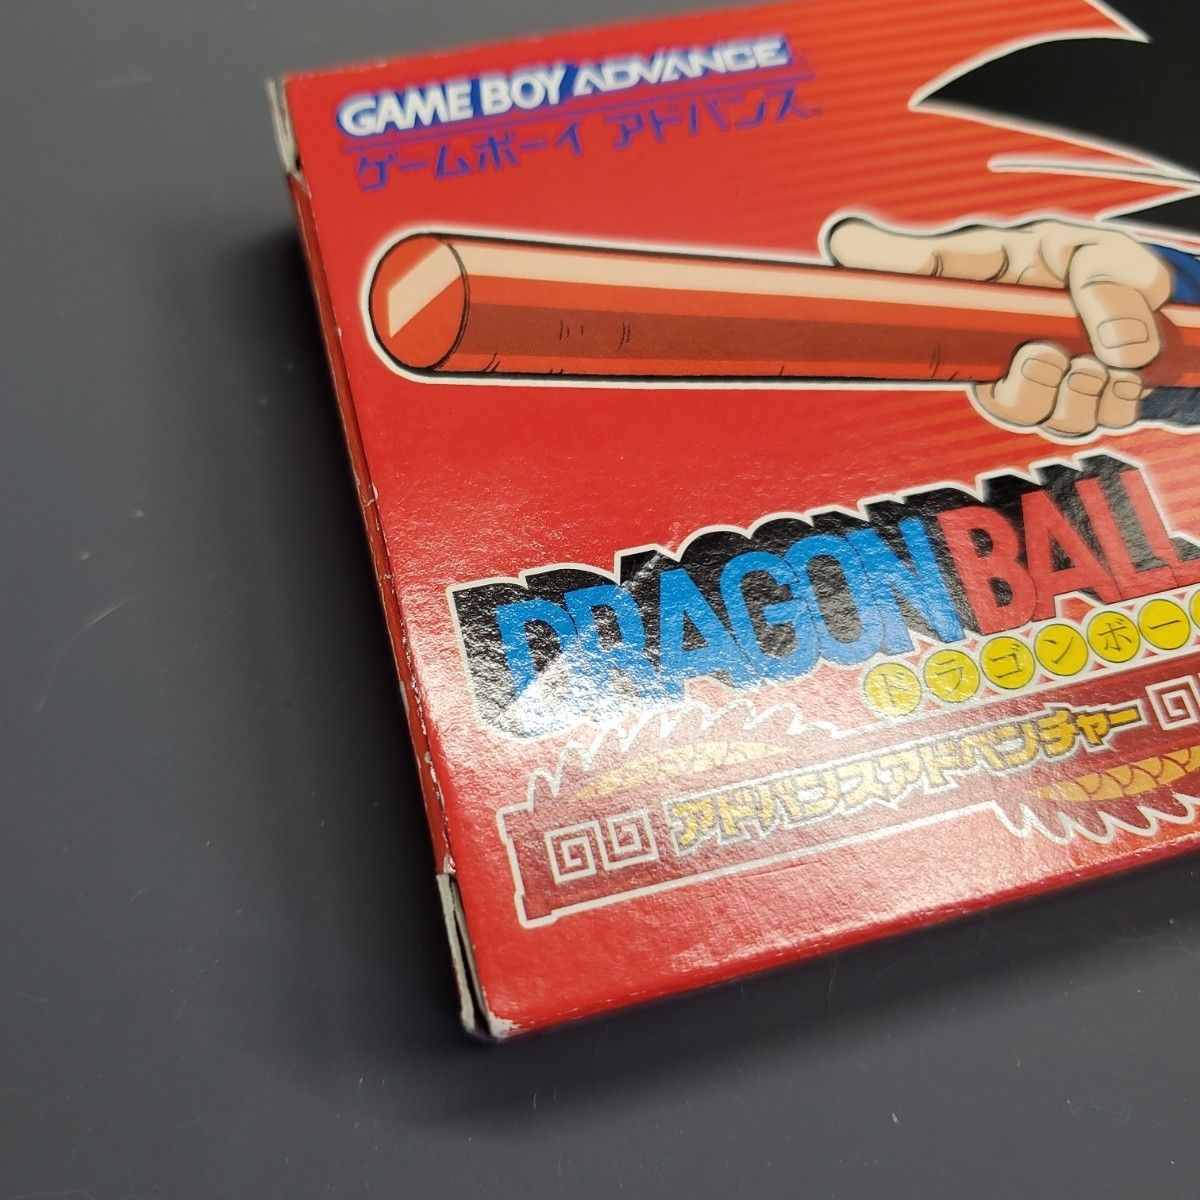 GAME BOY ADVANCE
ゲームボーイ アドバンス
DRAGON BALL
ドラゴンボー
アドバンスアドベンチャー